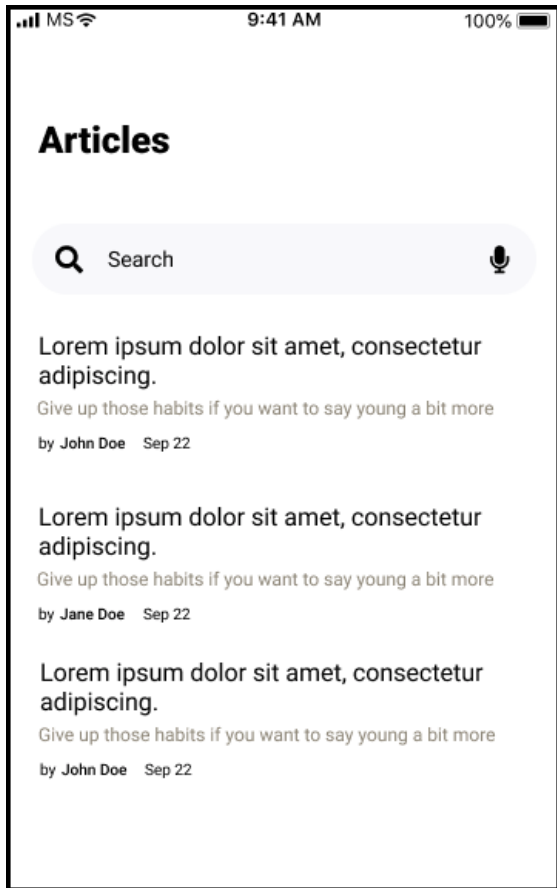 MS 9:41 AM 100%
Articles
Search
Lorem ipsum dolor sit amet, consectetur
adipiscing.
Give up those habits if you want to say young a bit more
by John Doe Sep 22
Lorem ipsum dolor sit amet, consectetur
adipiscing.
Give up those habits if you want to say young a bit more
by Jane Doe Sep 22
Lorem ipsum dolor sit amet, consectetur
adipiscing.
Give up those habits if you want to say young a bit more
by John Doe Sep 22